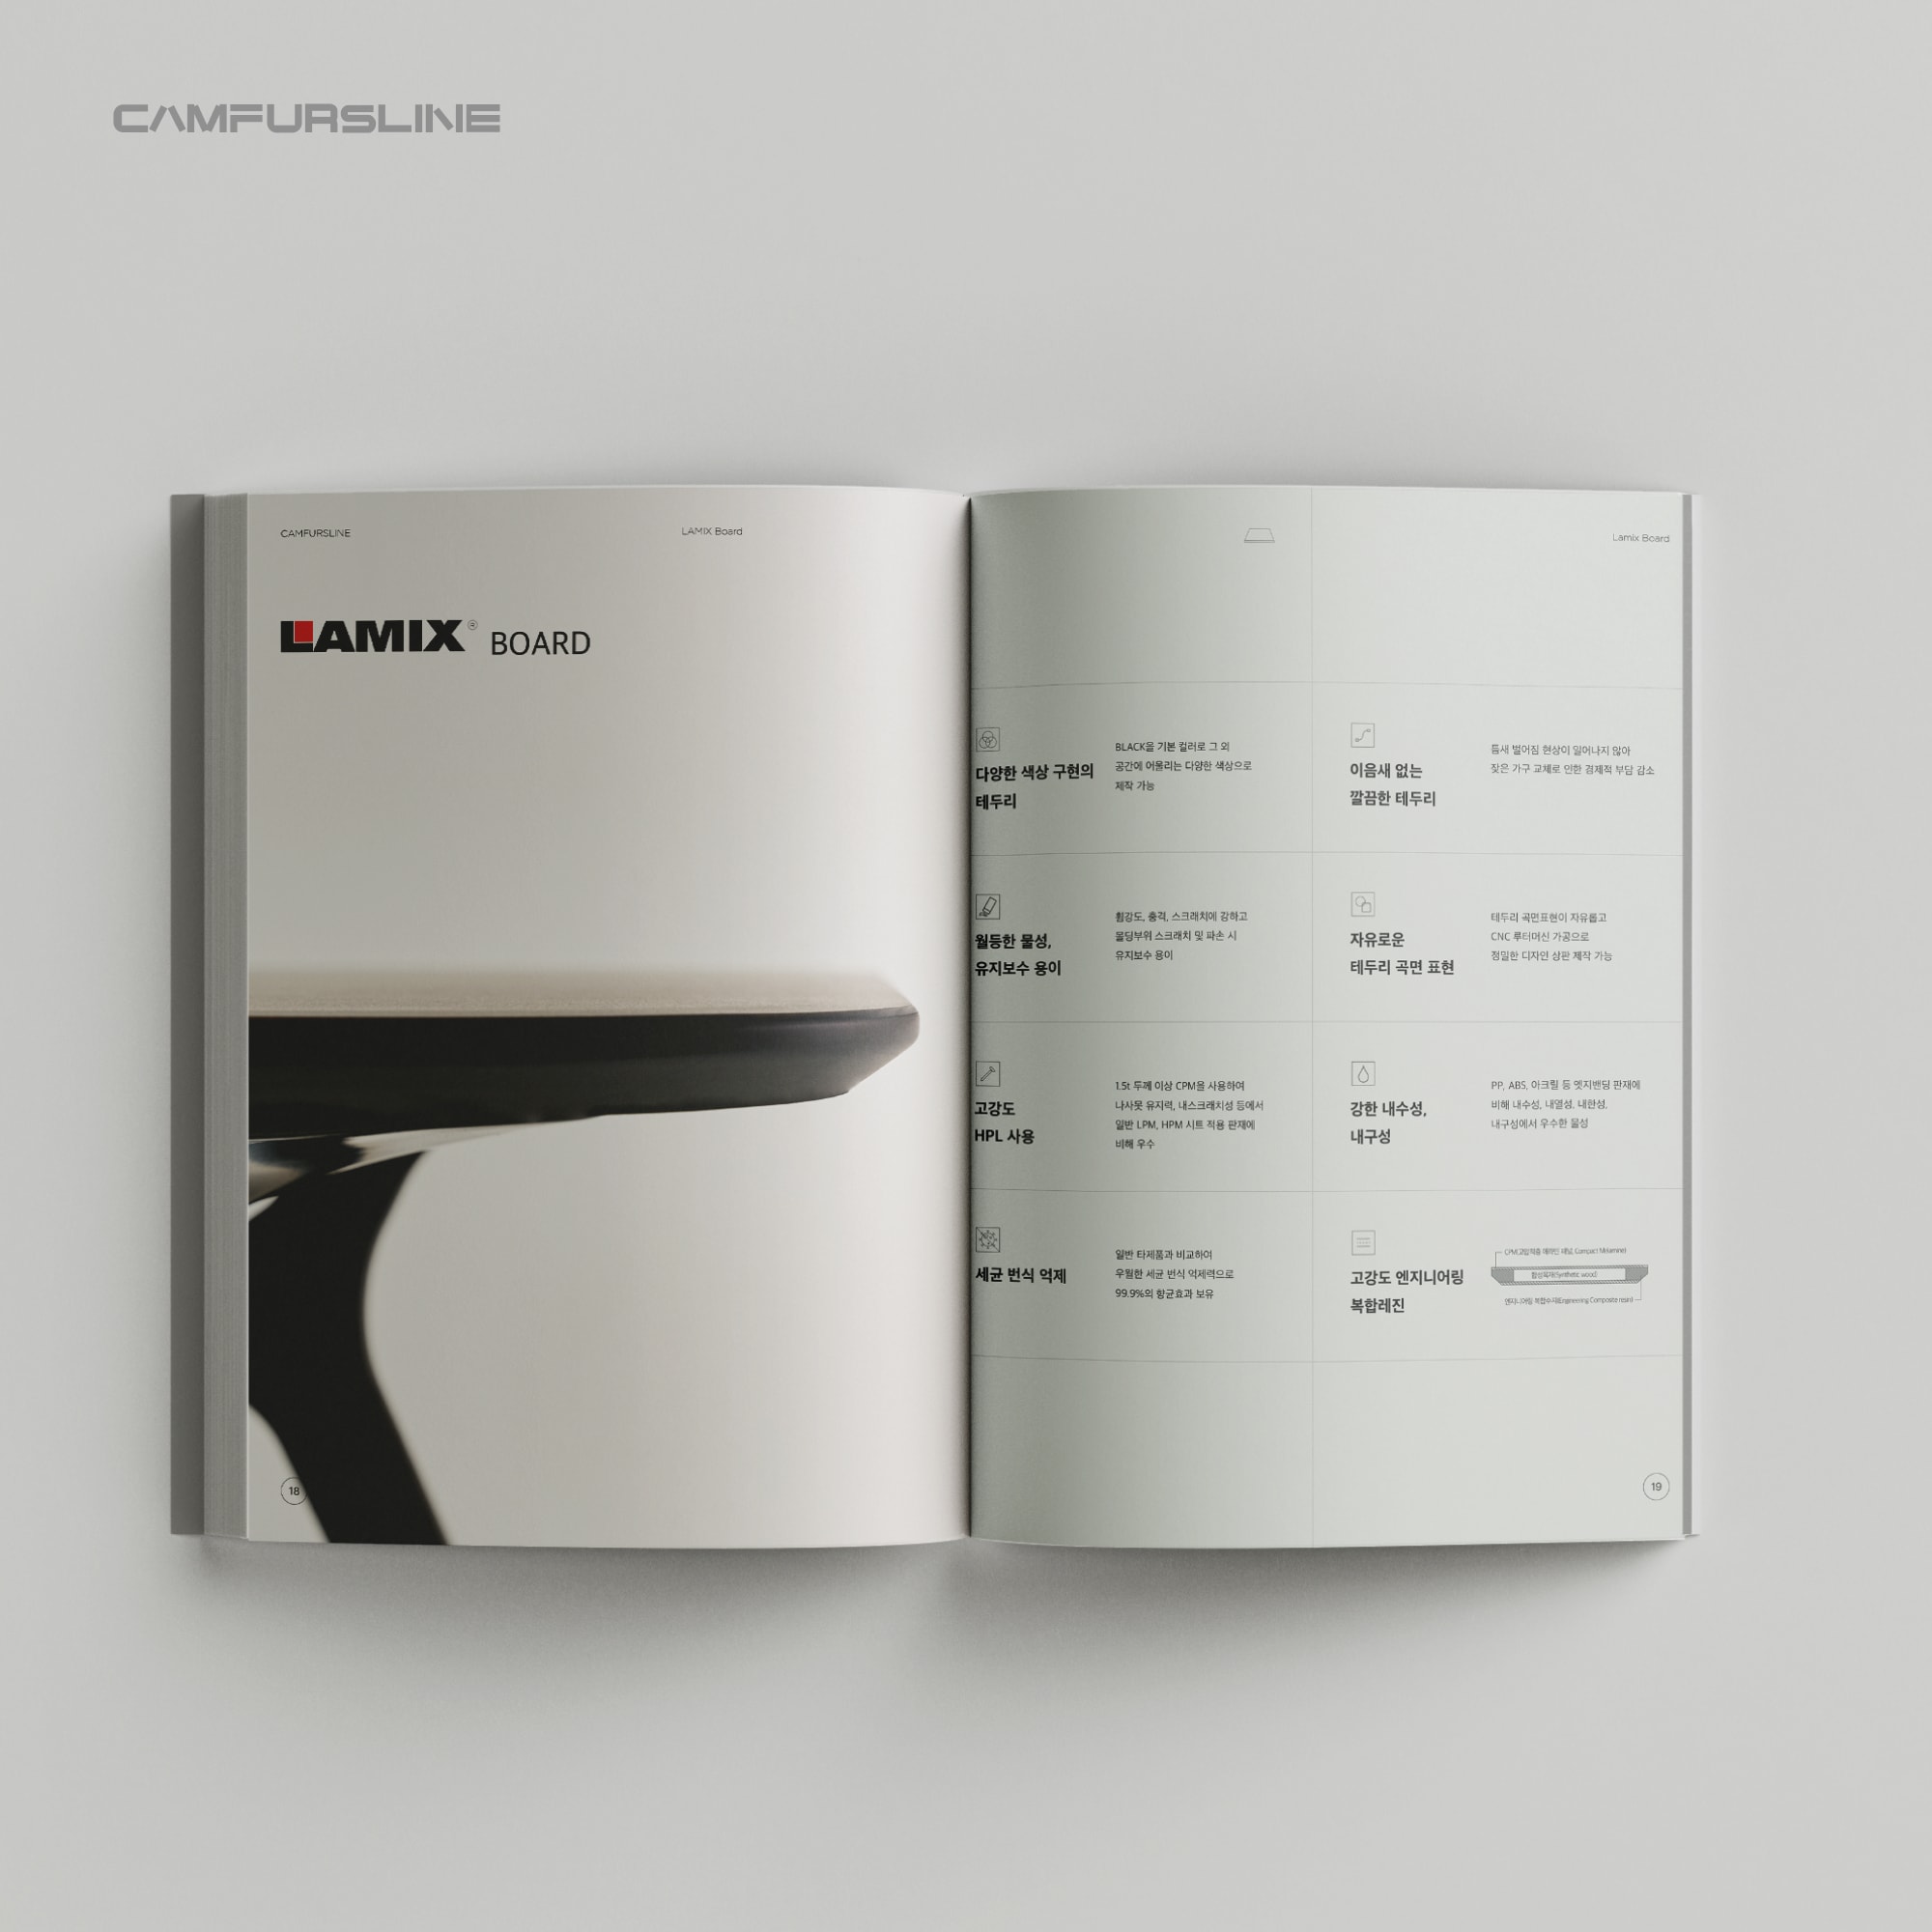 CAMFURSLINE
CAMFURSLINE
LAMIX Board
LAMIX® BOARD
18
Lamix Board
다양한 색상 구현의
테두리
BLACK을 기본 컬러로 그 외
공간에 어울리는 다양한 색상으로
제작 가능
이음새 없는
깔끔한 테두리
틈새 벌어짐 현상이 일어나지 않아
잦은 가구 교체로 인한 경제적 부담 감소
월등한 물성,
유지보수 용이
휨강도, 충격, 스크래치에 강하고
몰딩부위 스크래치 및 파손 시
유지보수 용이
자유로운
테두리 곡면 표현
테두리 곡면표현이 자유롭고
CNC 루터머신 가공으로
정밀한 디자인 상판 제작 가능
고강도
HPL 사용
1.5t 두께 이상 CPM을 사용하여
나사못 유지력, 내스크래치성 등에서
일반 LPM, HPM 시트 적용 판재에
비해 우수
강한 내수성,
내구성
PP, ABS, 아크릴 등 엣지밴딩 판재에
비해 내수성, 내열성, 내한성,
내구성에서 우수한 물성
세균 번식 억제
일반 타제품과 비교하여
우월한 세균 번식 억제력으로
99.9%의 항균효과 보유
고강도 엔지니어링
복합레진
CPM(고압적층 메라민 패널, Compact Melamine)
합성목재(Synthetic wood)
엔지니어링 복합수지(Engineering Composite resin)
19